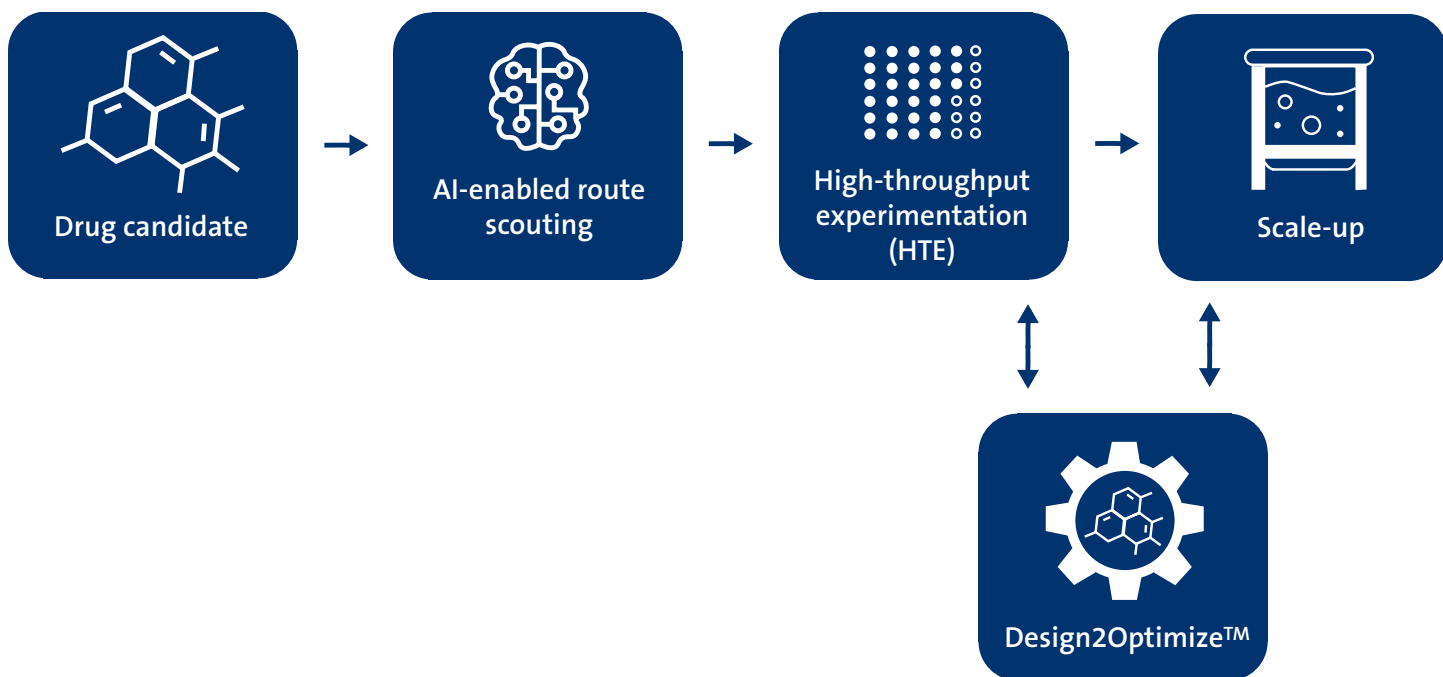 Drug candidate
AI-enabled route
scouting
High-throughput
experimentation
(HTE)
Scale-up
Design2Optimize™